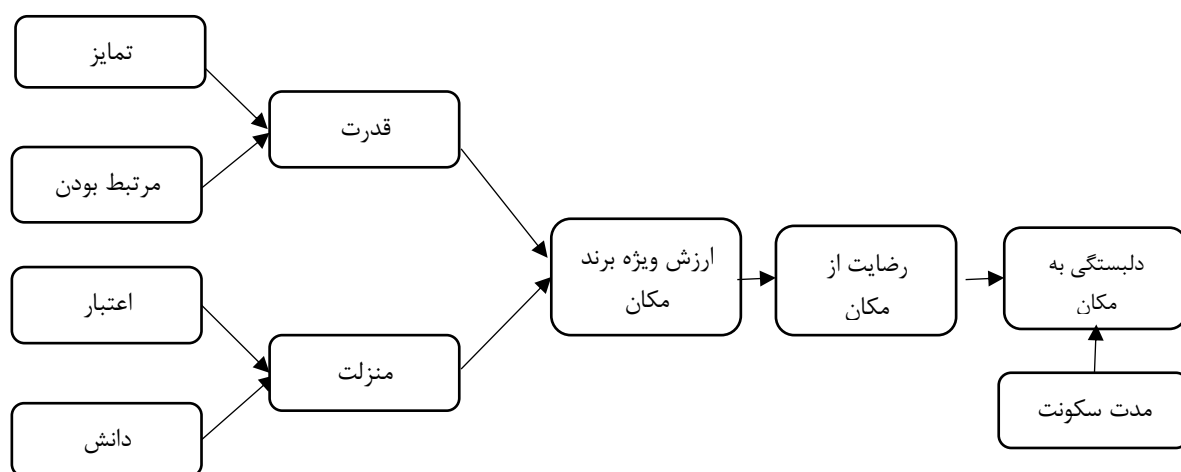 تمایز
قدرت
مرتبط بودن
ارزش ویژه برند
مکان
رضایت از
مکان
دلبستگی به
مکان
اعتبار
منزلت
مدت سکونت
دانش